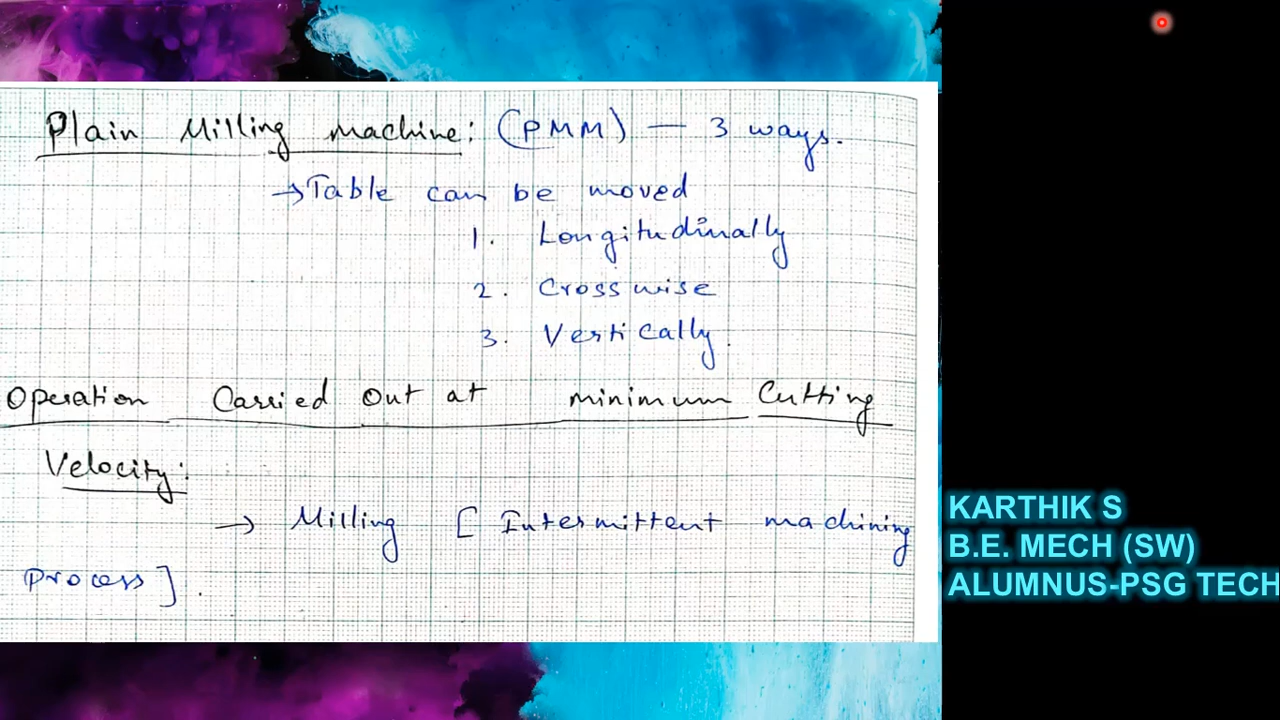 Plain Milling Machine: (PMM) — 3 ways.
→ Table can be moved
1. Longitudinally
2. Cross wise
3. Vertically.
Operation Carried out at minimum Cutting
Velocity:
→ Milling [Intermittent machining
process].
KARTHIK S
B.E. MECH (SW)
ALUMNUS-PSG TECH